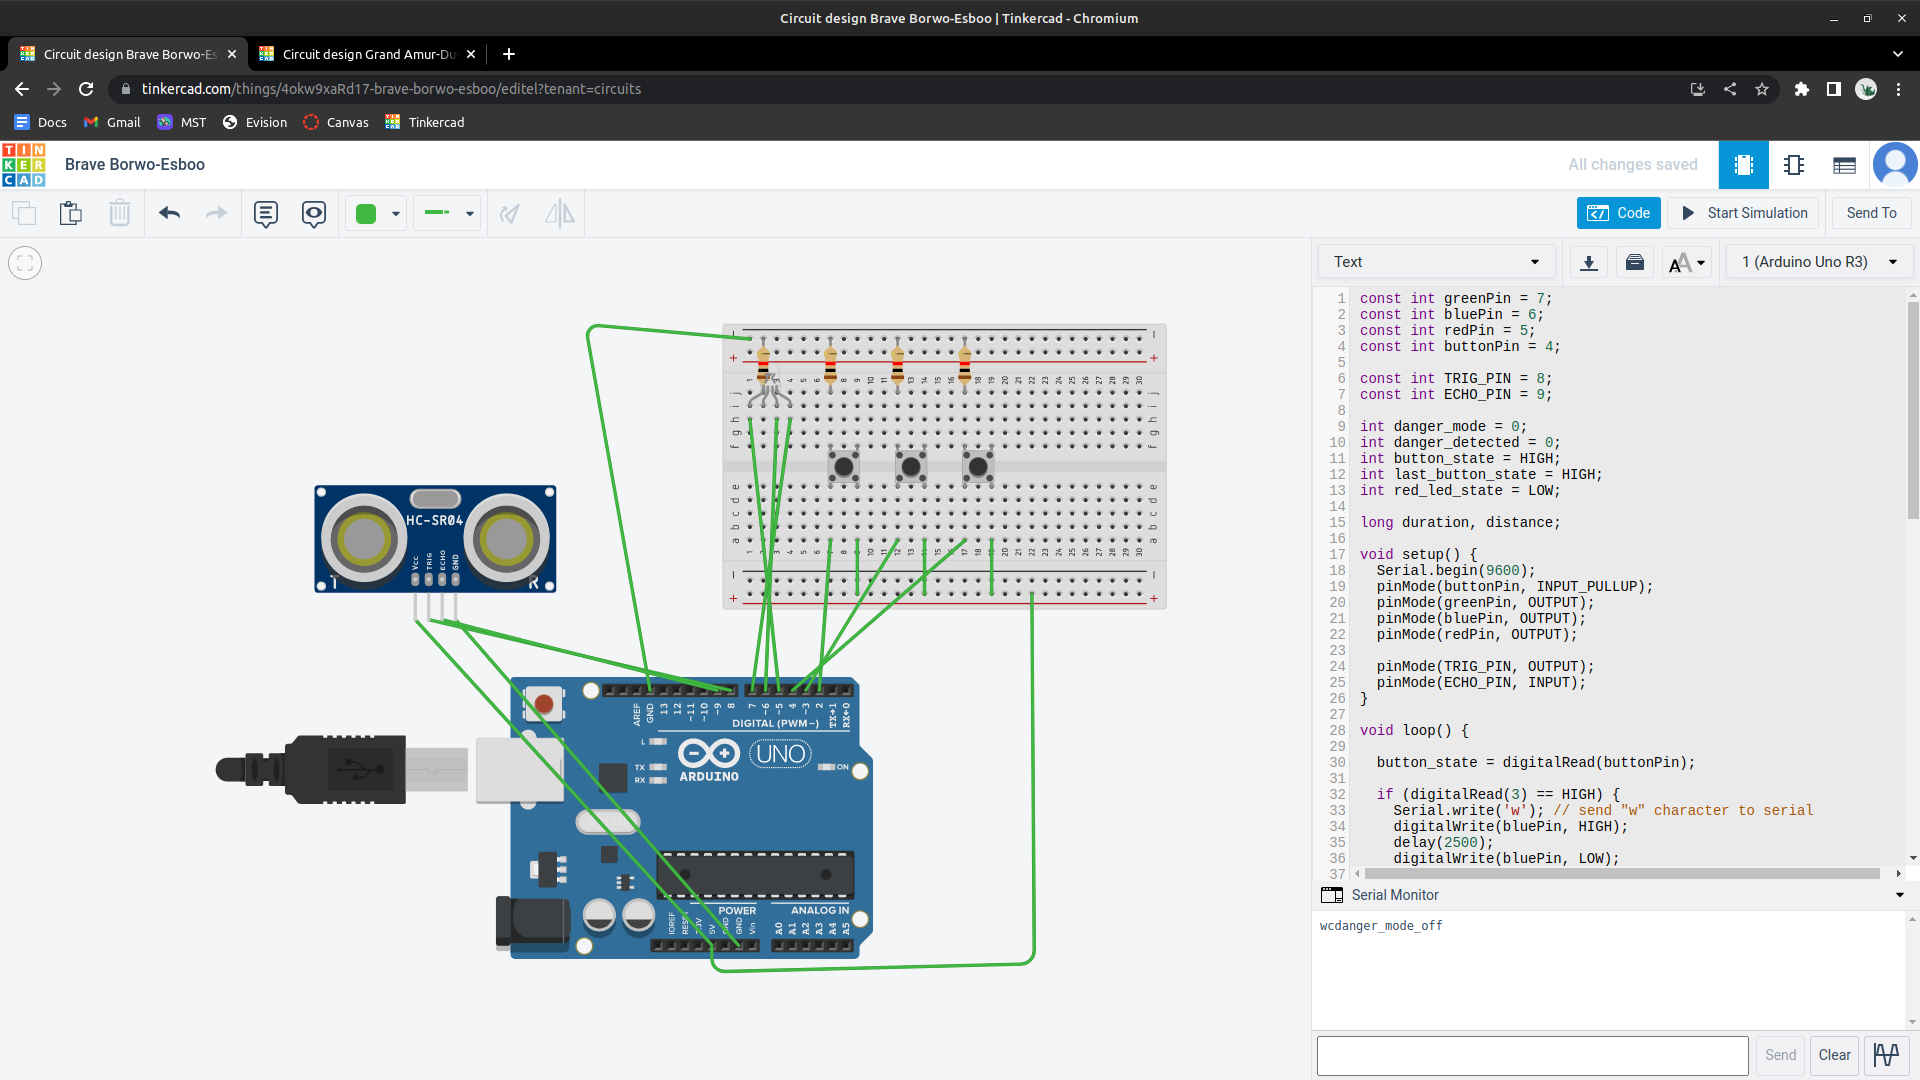 Circuit design Brave Borwo-Esboo | Tinkercad - Chromium
Circuit design Brave Borwo-Es
Circuit design Grand Amur-Du
tinkercad.com/things/4okw9xaRd17-brave-borwo-esboo/editel?tenant=circuits
Docs
Gmail
MST
Evision
Canvas
Tinkercad
TIN
KER
CAD
Brave Borwo-Esboo
All changes saved
Code
Start Simulation
Send To
Text
1 (Arduino Uno R3)
1 const int greenPin = 7;
2 const int bluePin = 6;
3 const int redPin = 5;
4 const int buttonPin = 4;
5
6 const int TRIG_PIN = 8;
7 const int ECHO_PIN = 9;
8
9 int danger_mode = 0;
10 int danger_detected = 0;
11 int button_state = HIGH;
12 int last_button_state = HIGH;
13 int red_led_state = LOW;
14
15 long duration, distance;
16
17 void setup() {
18 Serial.begin(9600);
19 pinMode(buttonPin, INPUT_PULLUP);
20 pinMode(greenPin, OUTPUT);
21 pinMode(bluePin, OUTPUT);
22 pinMode(redPin, OUTPUT);
23
24 pinMode(TRIG_PIN, OUTPUT);
25 pinMode(ECHO_PIN, INPUT);
26 }
27
28 void loop() {
29
30 button_state = digitalRead(buttonPin);
31
32 if (digitalRead(3) == HIGH) {
33 Serial.write('w'); // send "w" character to serial
34 digitalWrite(bluePin, HIGH);
35 delay(2500);
36 digitalWrite(bluePin, LOW);
37
Serial Monitor
wcdanger_mode_off
Send
Clear
HC-SR04
VCC TRIG ECHO GND
T R
AREF GND 13 12 ~11 ~10 ~9 8 7 ~6 ~5 4 ~3 2 TX→1 RX←0
DIGITAL (PWM~)
L
TX
RX
ARDUINO
UNO
ON
POWER
ANALOG IN
IOREF 5V GND Vin A0 A1 A2 A3 A4 A5